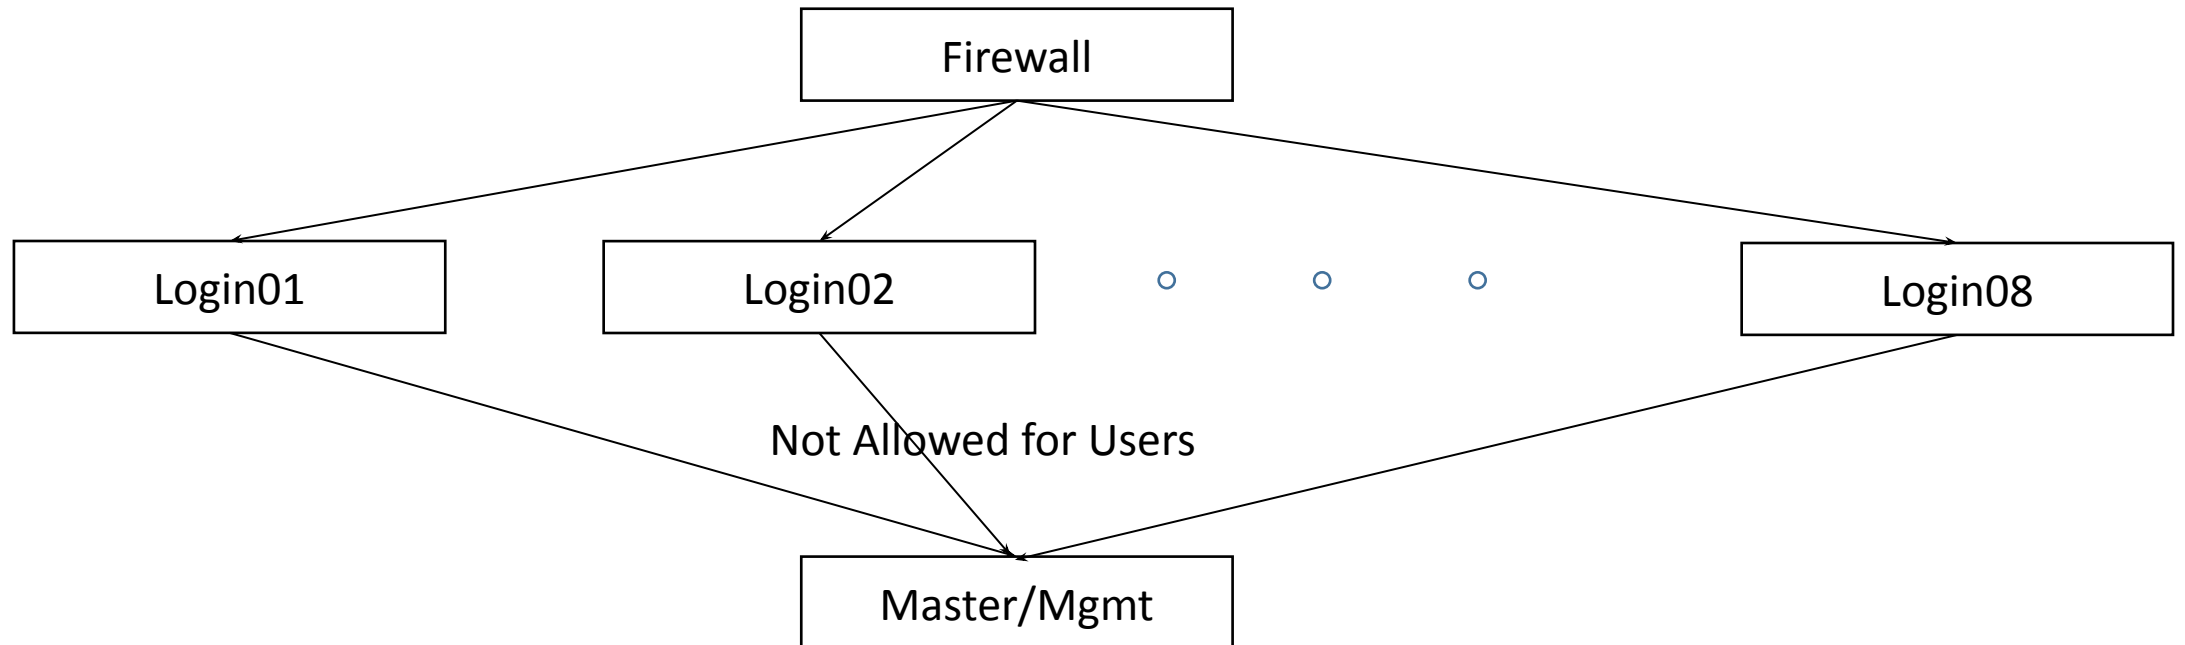 Firewall
Login01
Login02
Login08
Not Allowed for Users
Master/Mgmt